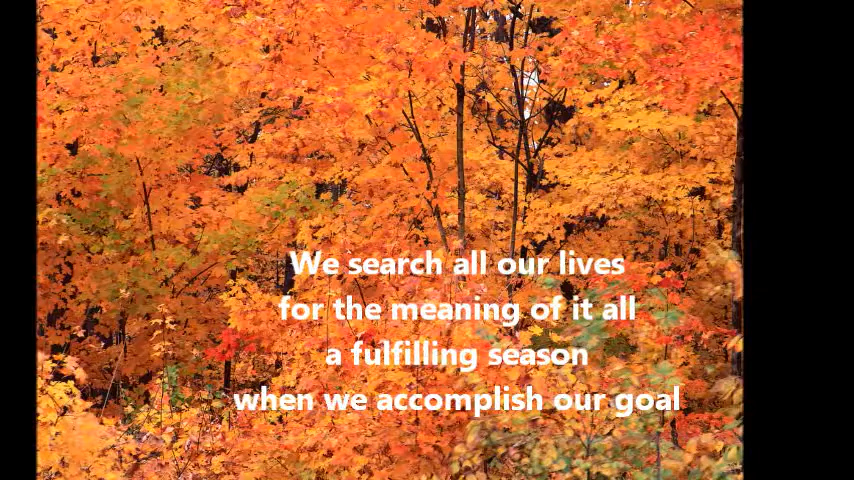 We search all our lives
for the meaning of it all
a fulfilling season
when we accomplish our goal